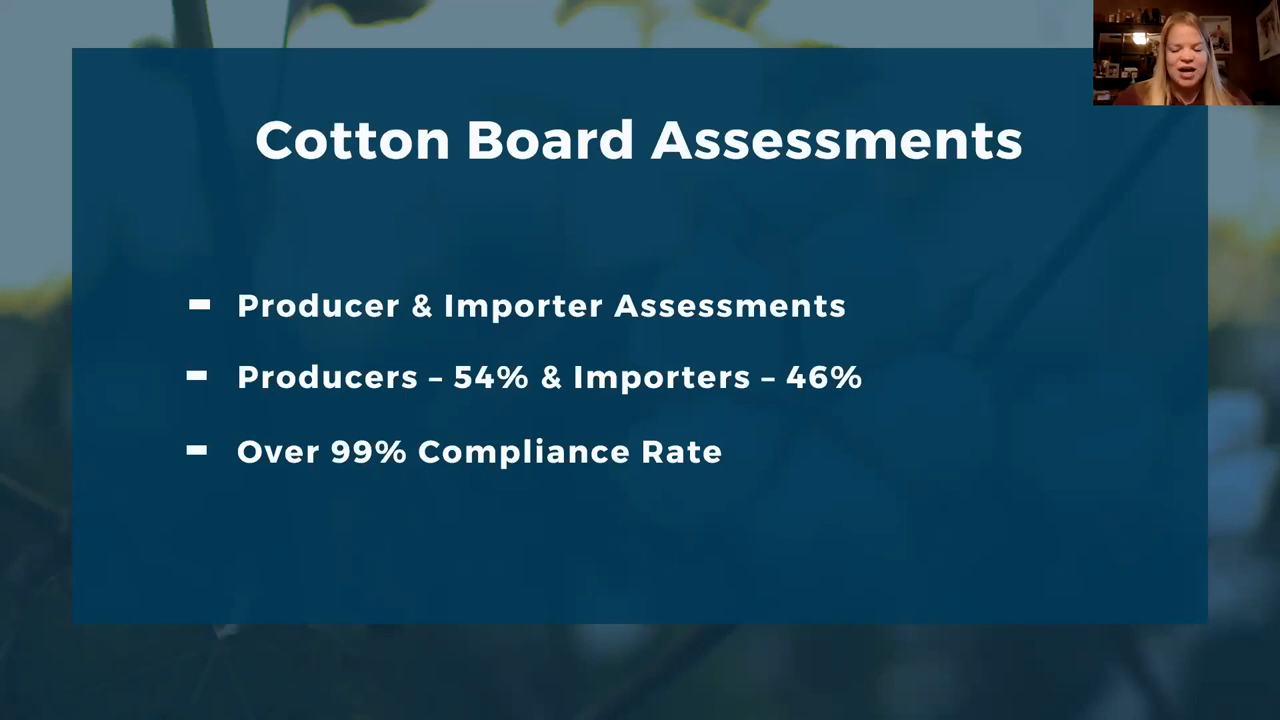 Cotton Board Assessments
Producer & Importer Assessments
Producers – 54% & Importers – 46%
Over 99% Compliance Rate